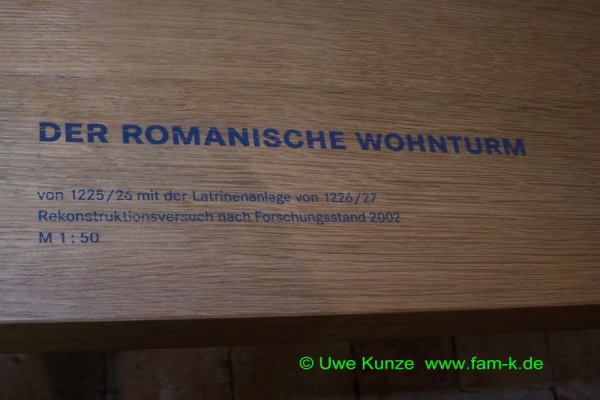 DER ROMANISCHE WOHNTURM
von 1225/26 mit der Latrinenanlage von 1226/27
Rekonstruktionsversuch nach Forschungsstand 2002
M 1 : 50
© Uwe Kunze www.fam-k.de